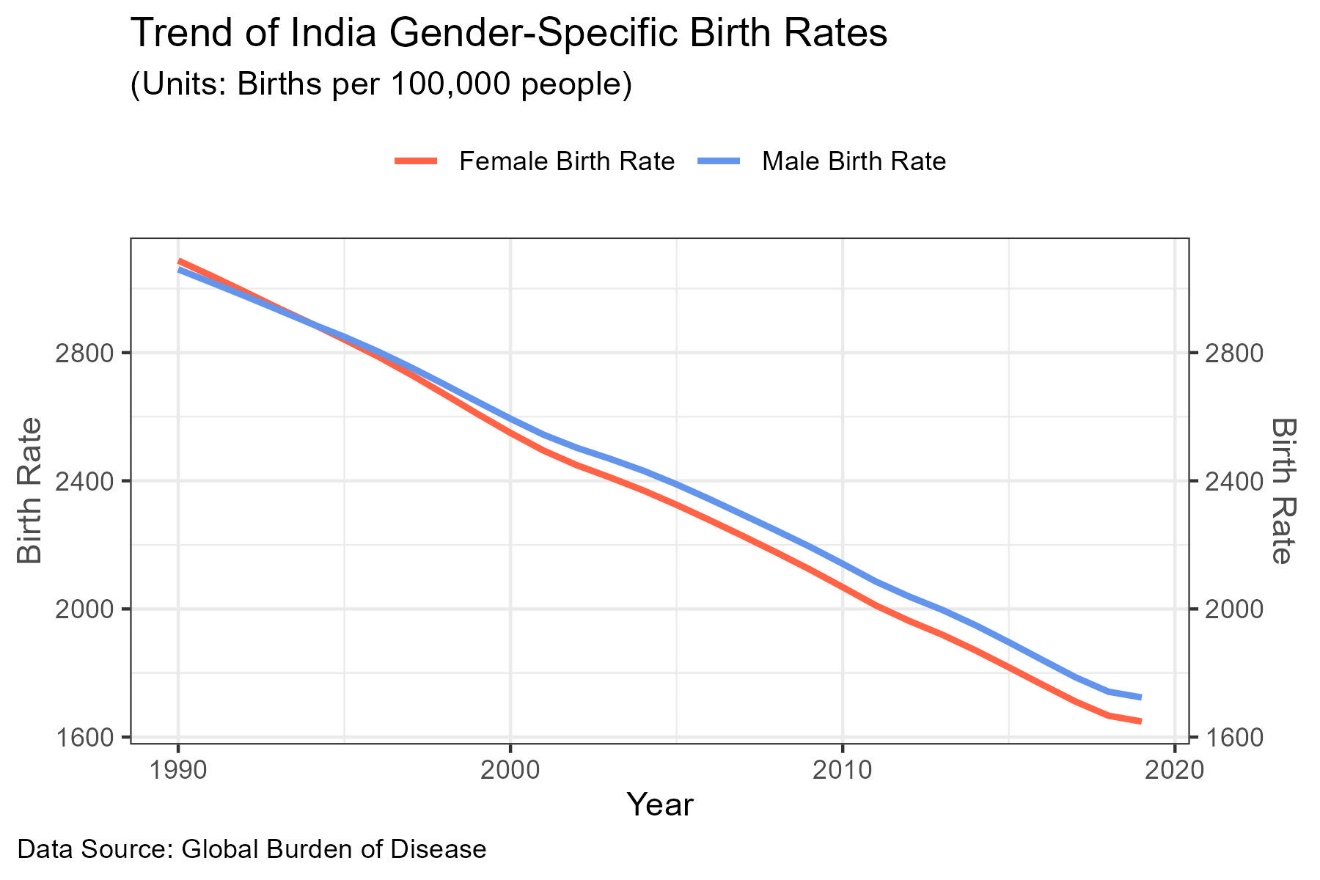 Trend of India Gender-Specific Birth Rates
(Units: Births per 100,000 people)
Female Birth Rate Male Birth Rate
Birth Rate
2800
2400
2000
1600
2800
2400
2000
1600
Birth Rate
1990 2000 2010 2020
Year
Data Source: Global Burden of Disease